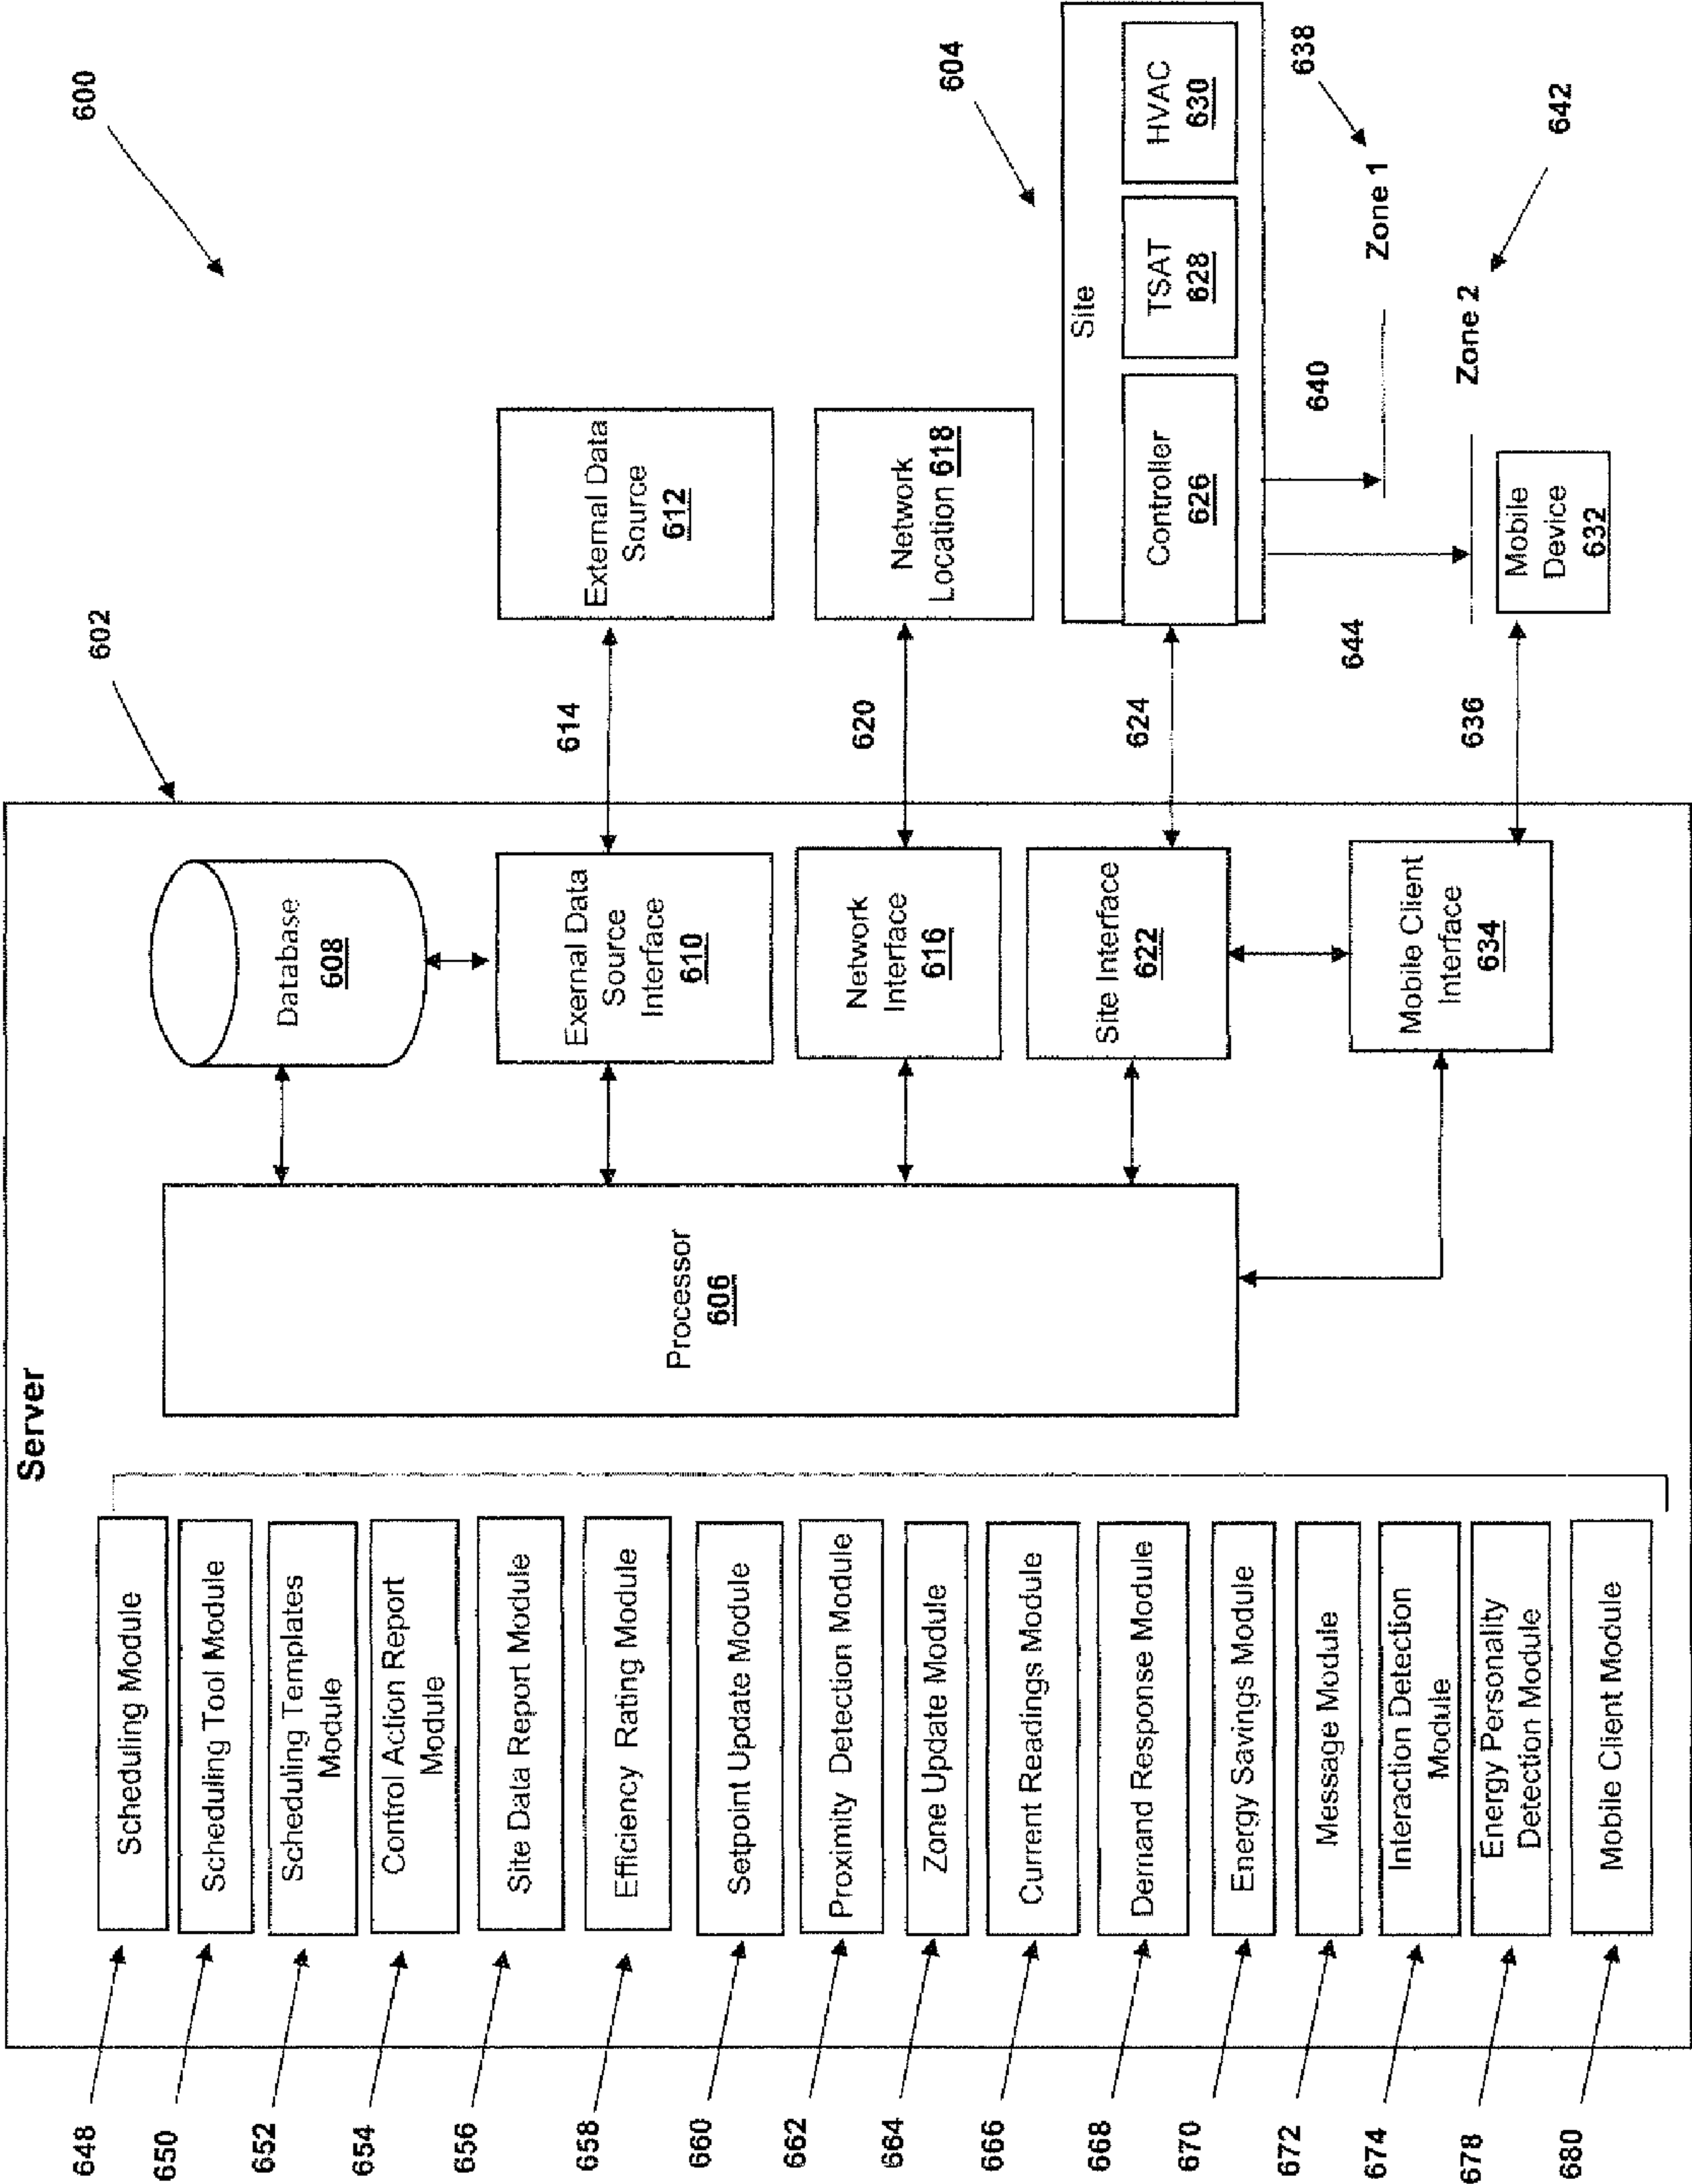 600
Server
602
648
Scheduling Module
650
Scheduling Tool Module
652
Scheduling Templates
Module
654
Control Action Report
Module
656
Site Data Report Module
658
Efficiency Rating Module
660
Setpoint Update Module
662
Proximity Detection Module
664
Zone Update Module
666
Current Readings Module
668
Demand Response Module
670
Energy Savings Module
672
Message Module
674
Interaction Detection
Module
678
Energy Personality
Detection Module
680
Mobile Client Module
Processor
606
Database
608
Exernal Data
Source
Interface
610
Network
Interface
616
Site Interface
622
Mobile Client
Interface
634
614
620
624
636
External Data
Source
612
Network
Location 618
604
Site
Controller
626
TSAT
628
HVAC
630
640
Zone 1
638
644
Zone 2
642
Mobile
Device
632